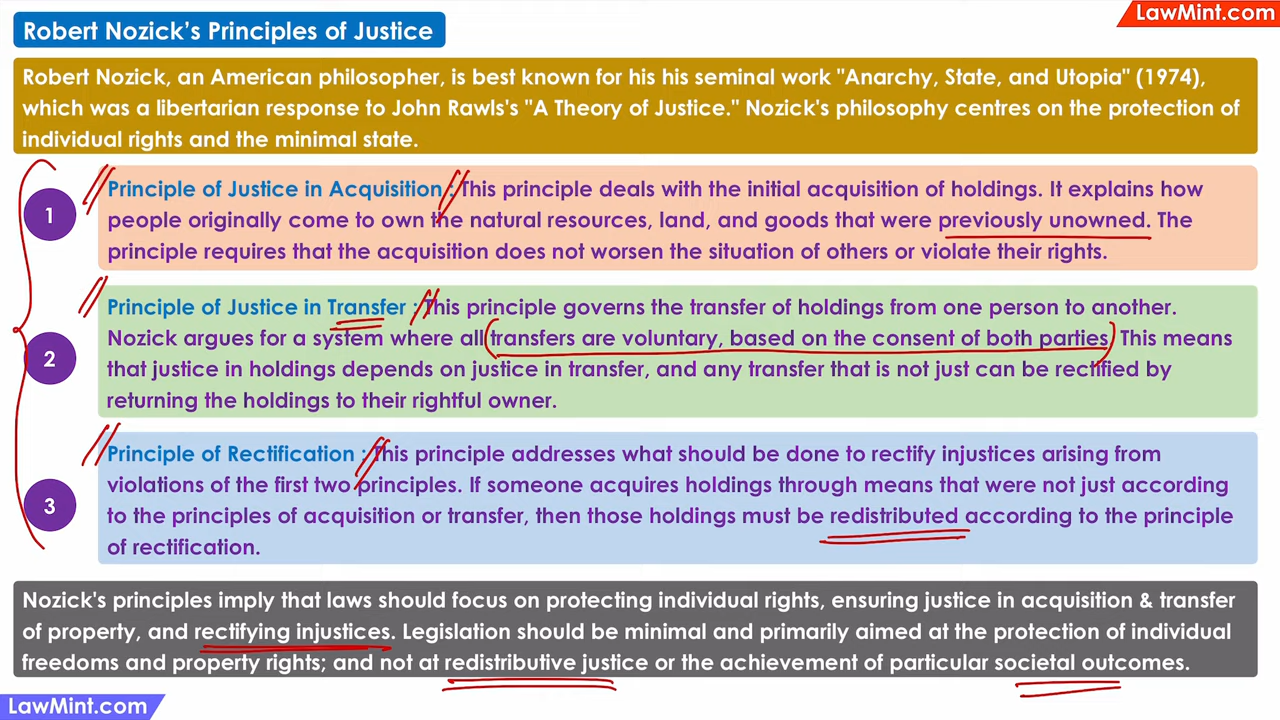 LawMint.com
Robert Nozick's Principles of Justice
Robert Nozick, an American philosopher, is best known for his his seminal work "Anarchy, State, and Utopia" (1974),
which was a libertarian response to John Rawls's "A Theory of Justice." Nozick's philosophy centres on the protection of
individual rights and the minimal state.
1
Principle of Justice in Acquisition : This principle deals with the initial acquisition of holdings. It explains how
people originally come to own the natural resources, land, and goods that were previously unowned. The
principle requires that the acquisition does not worsen the situation of others or violate their rights.
2
Principle of Justice in Transfer : This principle governs the transfer of holdings from one person to another.
Nozick argues for a system where all transfers are voluntary, based on the consent of both parties. This means
that justice in holdings depends on justice in transfer, and any transfer that is not just can be rectified by
returning the holdings to their rightful owner.
3
Principle of Rectification : This principle addresses what should be done to rectify injustices arising from
violations of the first two principles. If someone acquires holdings through means that were not just according
to the principles of acquisition or transfer, then those holdings must be redistributed according to the principle
of rectification.
Nozick's principles imply that laws should focus on protecting individual rights, ensuring justice in acquisition & transfer
of property, and rectifying injustices. Legislation should be minimal and primarily aimed at the protection of individual
freedoms and property rights; and not at redistributive justice or the achievement of particular societal outcomes.
LawMint.com